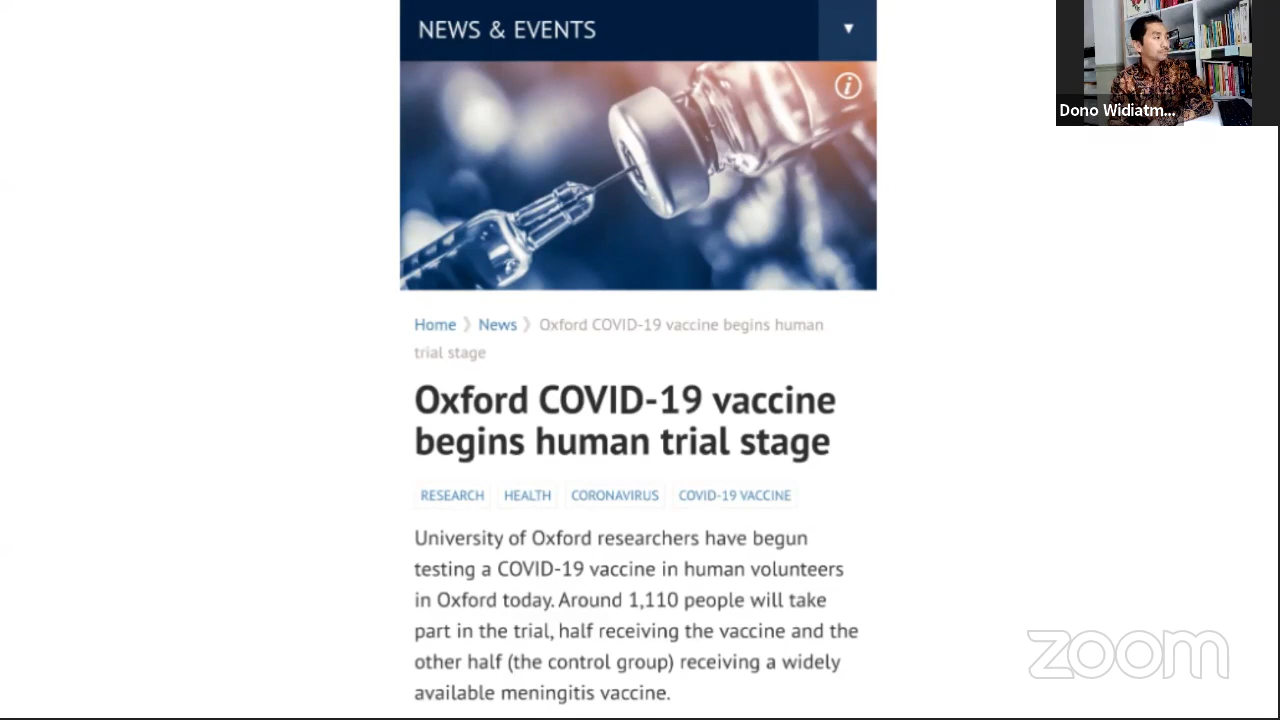 NEWS & EVENTS
Dono Widiatm...
Home 》 News 》 Oxford COVID-19 vaccine begins human
trial stage
Oxford COVID-19 vaccine
begins human trial stage
RESEARCH HEALTH CORONAVIRUS COVID-19 VACCINE
University of Oxford researchers have begun
testing a COVID-19 vaccine in human volunteers
in Oxford today. Around 1,110 people will take
part in the trial, half receiving the vaccine and the
other half (the control group) receiving a widely
available meningitis vaccine.
zoom